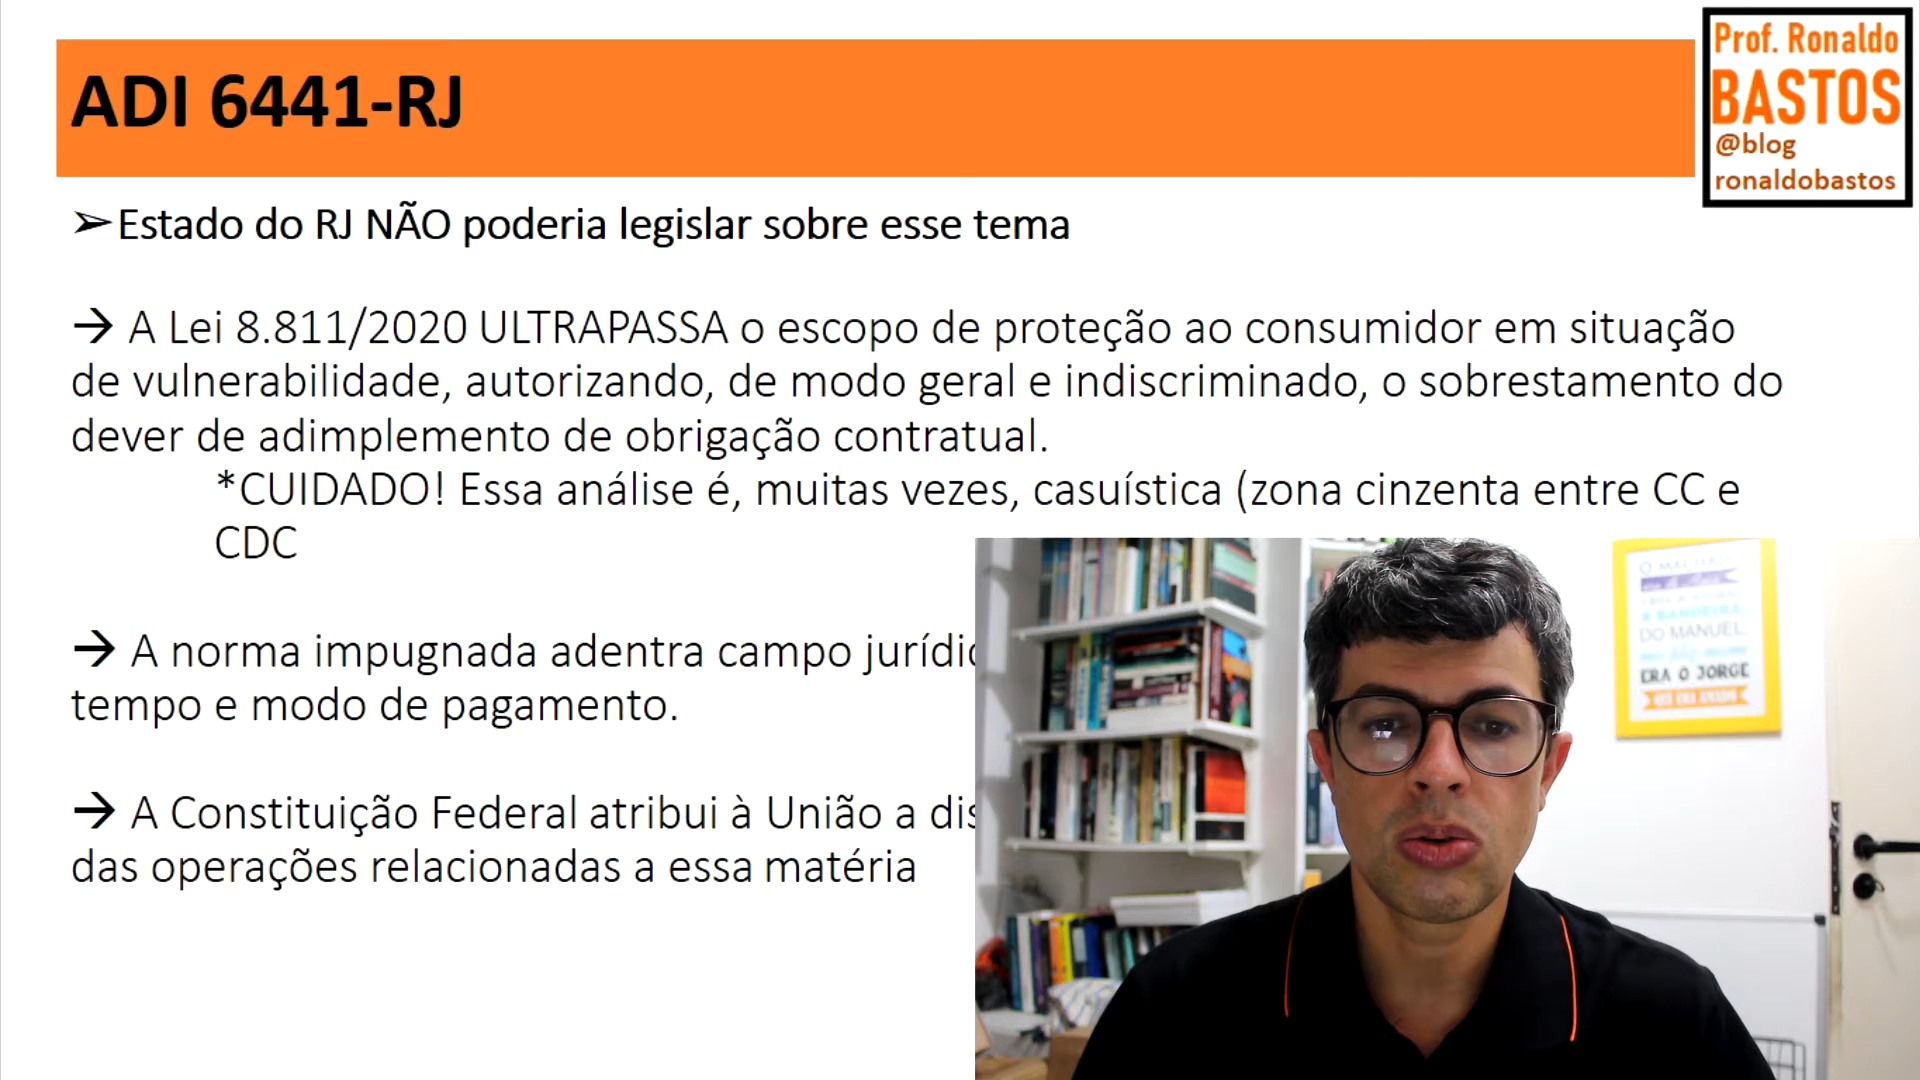 ADI 6441-RJ
Prof. Ronaldo
BASTOS
@blog
ronaldobastos
➢Estado do RJ NÃO poderia legislar sobre esse tema
→ A Lei 8.811/2020 ULTRAPASSA o escopo de proteção ao consumidor em situação
de vulnerabilidade, autorizando, de modo geral e indiscriminado, o sobrestamento do
dever de adimplemento de obrigação contratual.
*CUIDADO! Essa análise é, muitas vezes, casuística (zona cinzenta entre CC e
CDC
→ A norma impugnada adentra campo
tempo e modo de pagamento.
→ A Constituição Federal atribui à União a
das operações relacionadas a essa matéria
DO MANUEL,
ERA O JORGE